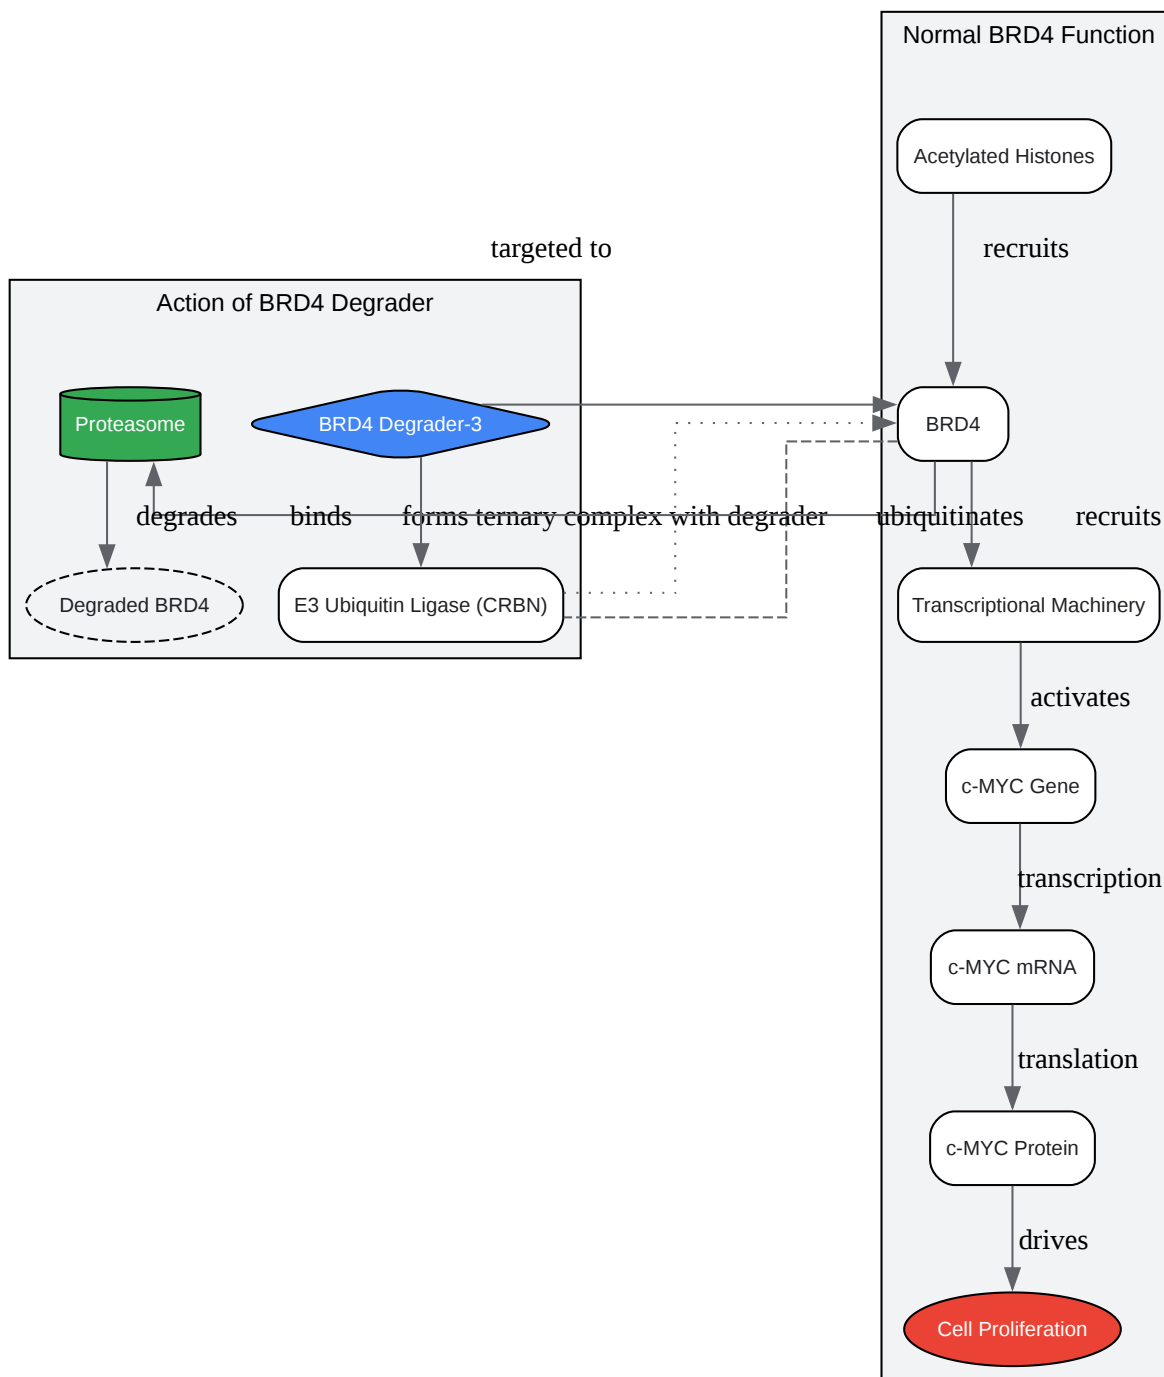 Normal BRD4 Function
Acetylated Histones
targeted to
recruits
Action of BRD4 Degrader
Proteasome
BRD4 Degrader-3
BRD4
degrades
binds
forms ternary complex with degrader
ubiquitinates
recruits
Degraded BRD4
E3 Ubiquitin Ligase (CRBN)
Transcriptional Machinery
activates
c-MYC Gene
transcription
c-MYC mRNA
translation
c-MYC Protein
drives
Cell Proliferation